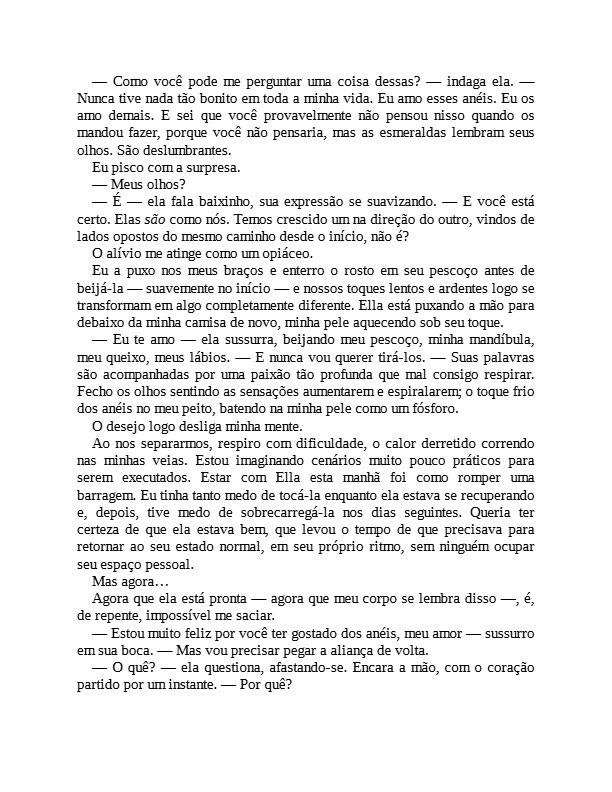 — Como você pode me perguntar uma coisa dessas? — indaga ela. —
Nunca tive nada tão bonito em toda a minha vida. Eu amo esses anéis. Eu os
amo demais. E sei que você provavelmente não pensou nisso quando os
mandou fazer, porque você não pensaria, mas as esmeraldas lembram seus
olhos. São deslumbrantes.
Eu pisco com a surpresa.
— Meus olhos?
— É — ela fala baixinho, sua expressão se suavizando. — E você está
certo. Elas são como nós. Temos crescido um na direção do outro, vindos de
lados opostos do mesmo caminho desde o início, não é?
O alívio me atinge como um opiáceo.
Eu a puxo nos meus braços e enterro o rosto em seu pescoço antes de
beijá-la — suavemente no início — e nossos toques lentos e ardentes logo se
transformam em algo completamente diferente. Ella está puxando a mão para
debaixo da minha camisa de novo, minha pele aquecendo sob seu toque.
— Eu te amo — ela sussurra, beijando meu pescoço, minha mandíbula,
meu queixo, meus lábios. — E nunca vou querer tirá-los. — Suas palavras
são acompanhadas por uma paixão tão profunda que mal consigo respirar.
Fecho os olhos sentindo as sensações aumentarem e espiralarem; o toque frio
dos anéis no meu peito, batendo na minha pele como um fósforo.
O desejo logo desliga minha mente.
Ao nos separarmos, respiro com dificuldade, o calor derretido correndo
nas minhas veias. Estou imaginando cenários muito pouco práticos para
serem executados. Estar com Ella esta manhã foi como romper uma
barragem. Eu tinha tanto medo de tocá-la enquanto ela estava se recuperando
e, depois, tive medo de sobrecarregá-la nos dias seguintes. Queria ter
certeza de que ela estava bem, que levou o tempo de que precisava para
retornar ao seu estado normal, em seu próprio ritmo, sem ninguém ocupar
seu espaço pessoal.
Mas agora…
Agora que ela está pronta — agora que meu corpo se lembra disso —, é,
de repente, impossível me saciar.
— Estou muito feliz por você ter gostado dos anéis, meu amor — sussurro
em sua boca. — Mas vou precisar pegar a aliança de volta.
— O quê? — ela questiona, afastando-se. Encara a mão, com o coração
partido por um instante. — Por quê?